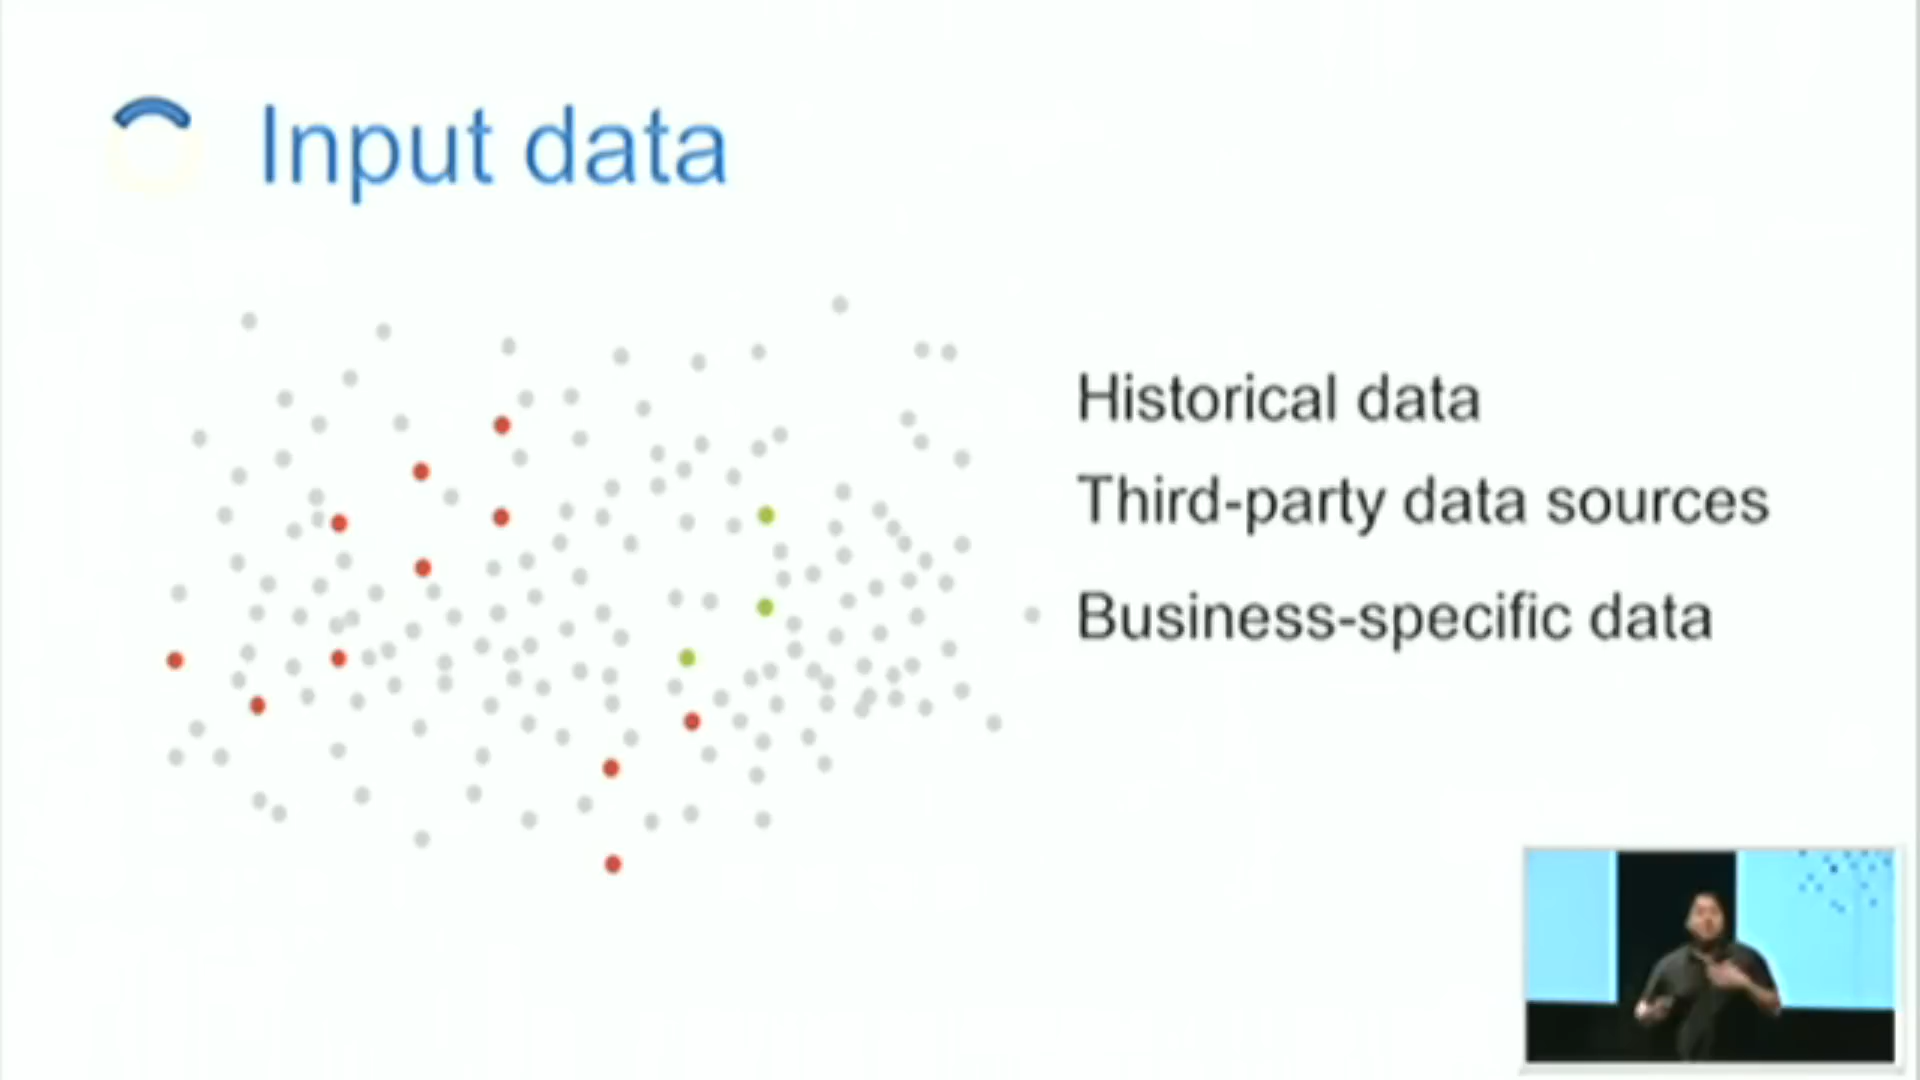 Input data
Historical data
Third-party data sources
Business-specific data